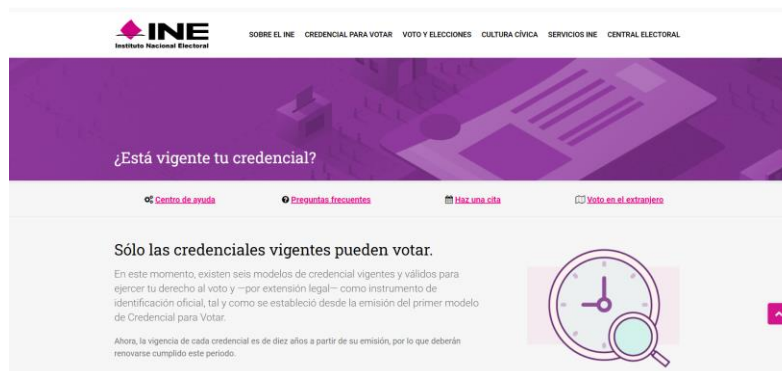 INE
Instituto Nacional Electoral
SOBRE EL INE CREDENCIAL PARA VOTAR VOTO Y ELECCIONES CULTURA CÍVICA SERVICIOS INE CENTRAL ELECTORAL
¿Está vigente tu credencial?
Centro de ayuda Preguntas frecuentes Haz una cita Voto en el extranjero
Sólo las credenciales vigentes pueden votar.
En este momento, existen seis modelos de credencial vigentes y válidos para
ejercer tu derecho al voto y —por extensión legal— como instrumento de
identificación oficial, tal y como se estableció desde la emisión del primer modelo
de Credencial para Votar.
Ahora, la vigencia de cada credencial es de diez años a partir de su emisión, por lo que deberán
renovarse cumplido este periodo.